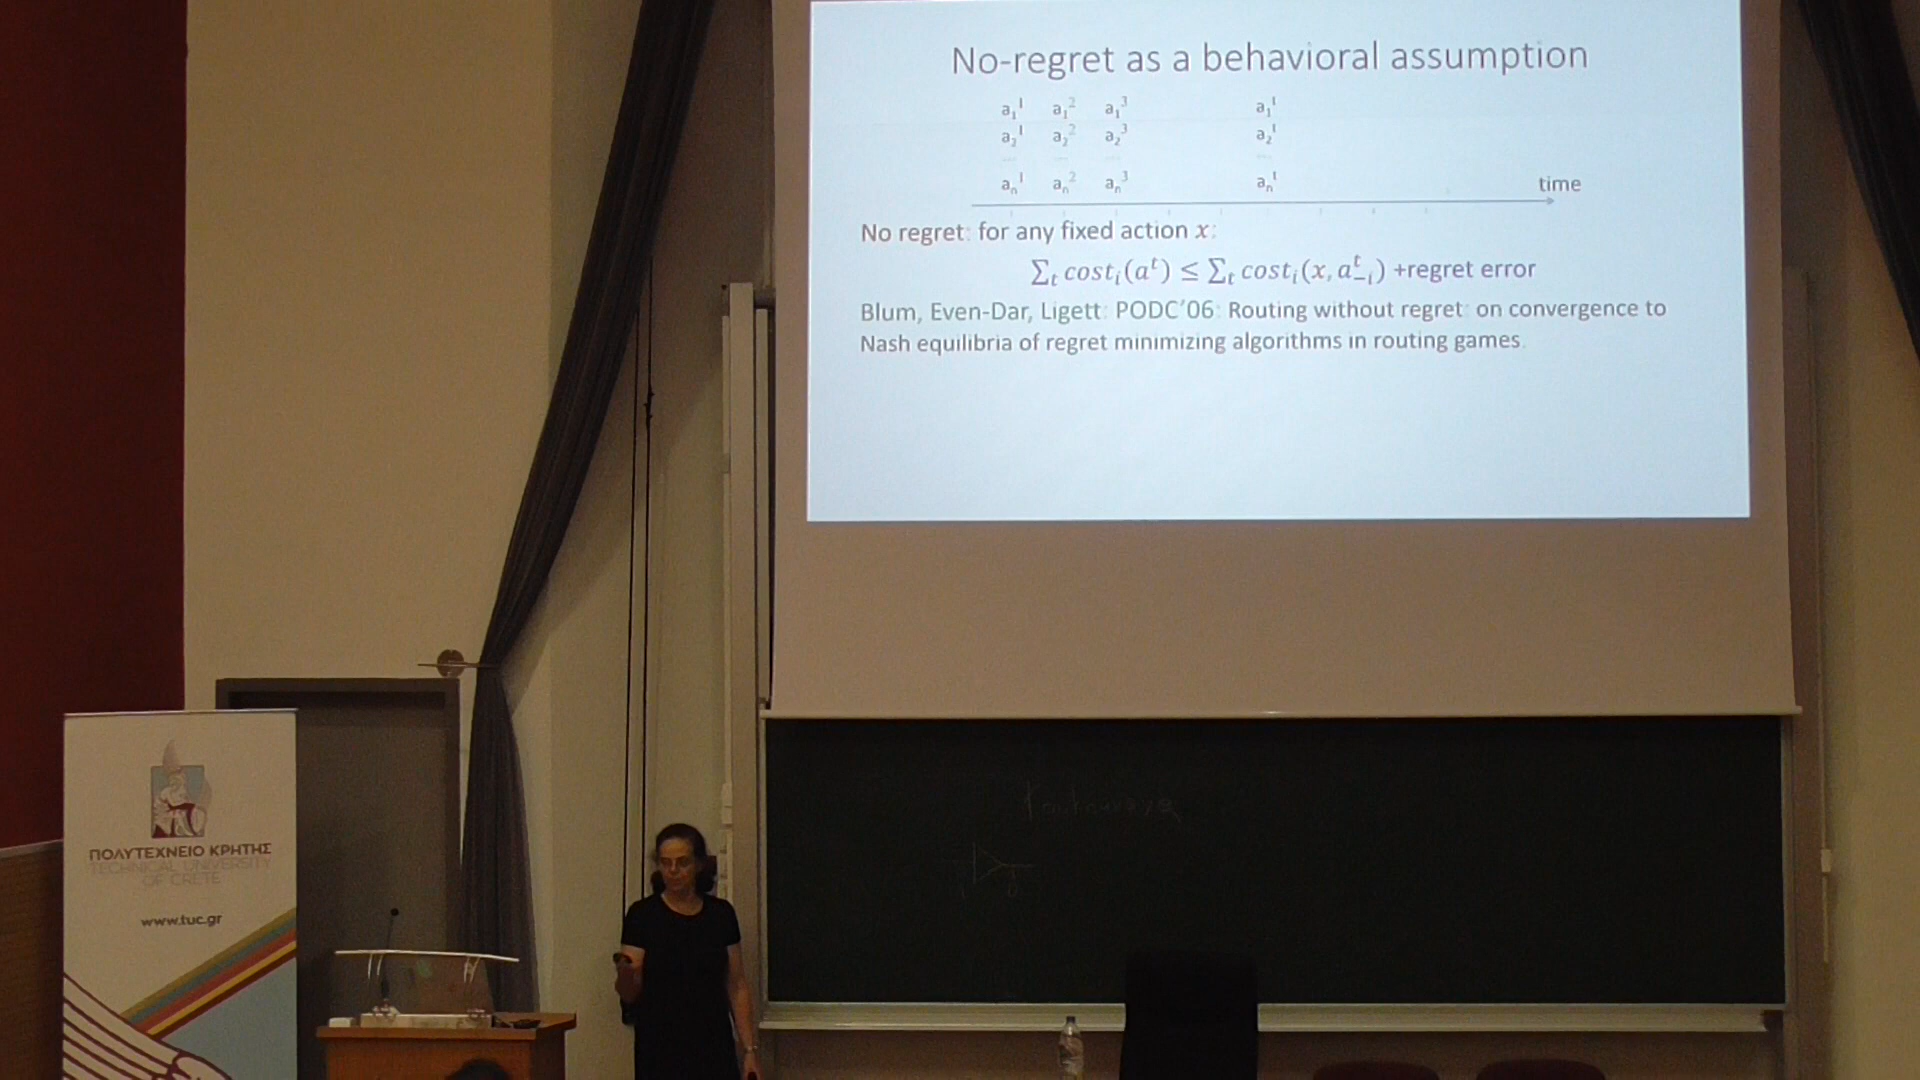 No-regret as a behavioral assumption
a₁¹ a₁² a₁³ a₁ᵗ
a₂¹ a₂² a₂³ a₂ᵗ
... ... ... ...
aₙ¹ aₙ² aₙ³ aₙᵗ
time
No regret: for any fixed action x:
∑ₜ costᵢ(aᵗ) ≤ ∑ₜ costᵢ(x, aᵗ₋ᵢ) +regret error
Blum, Even-Dar, Ligett: PODC'06: Routing without regret: on convergence to
Nash equilibria of regret minimizing algorithms in routing games.
ΠΟΛΥΤΕΧΝΕΙΟ ΚΡΗΤΗΣ
TECHNICAL UNIVERSITY
OF CRETE
www.tuc.gr